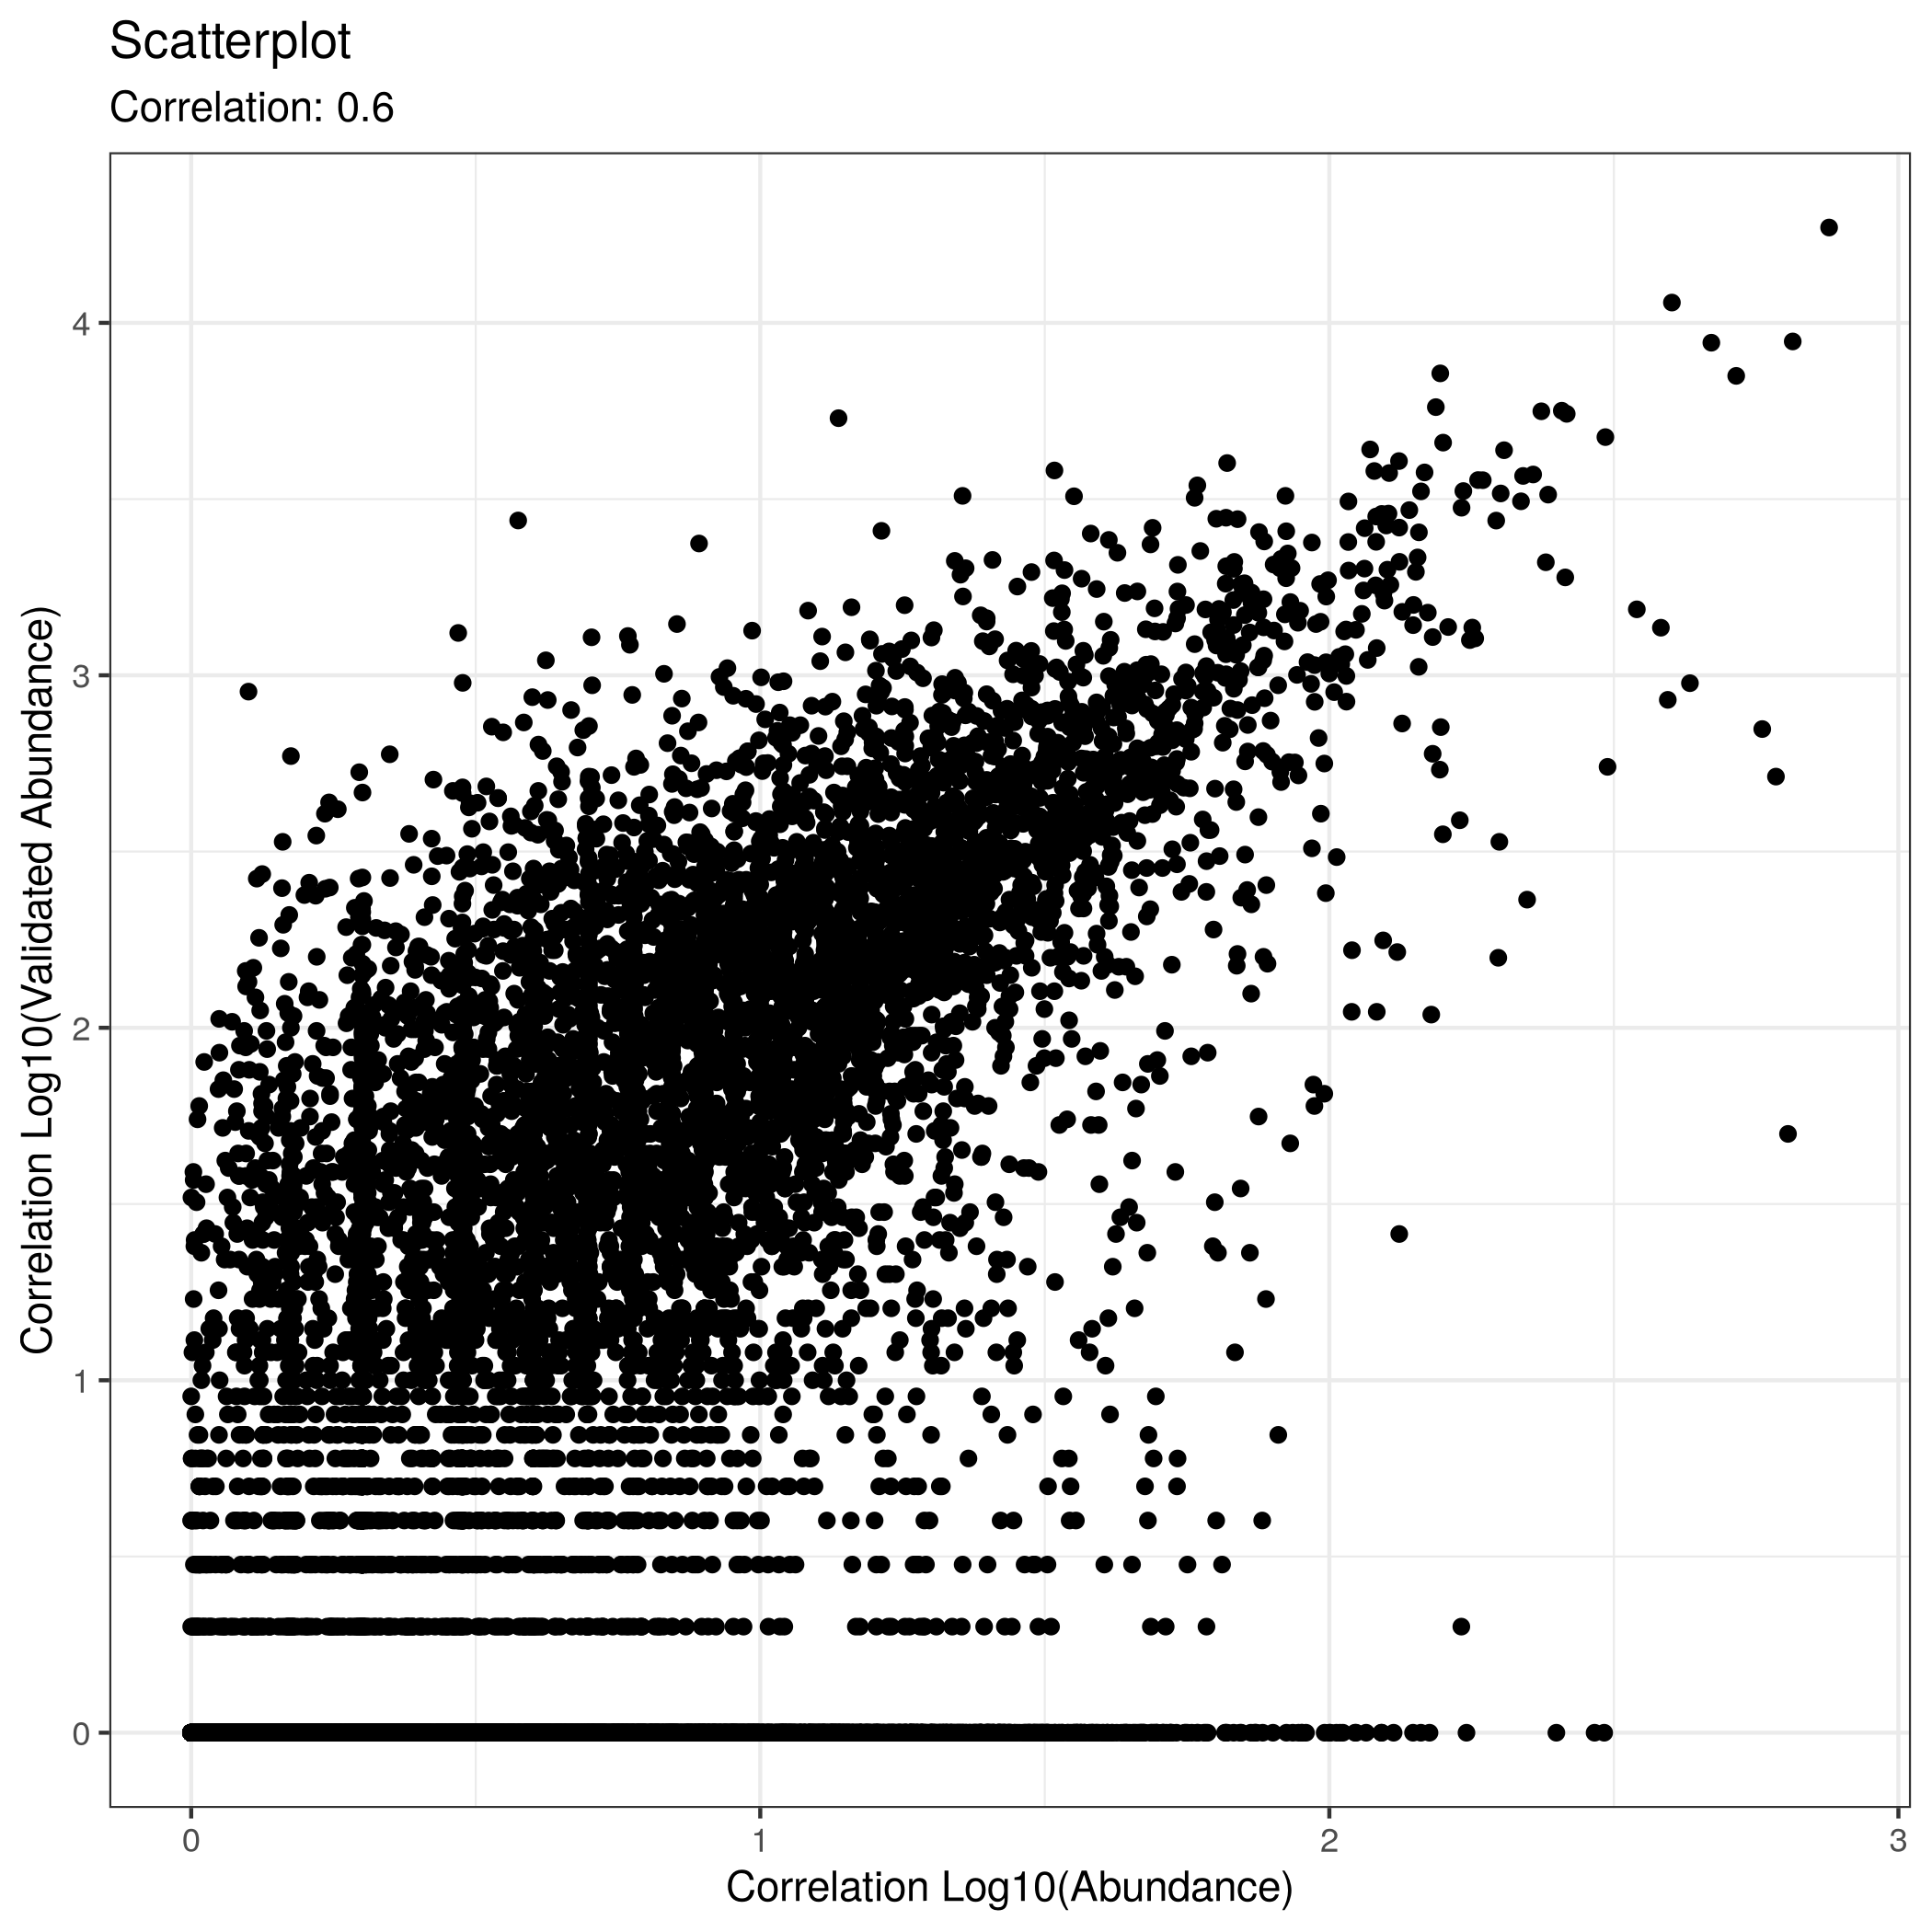 Scatterplot
Correlation: 0.6
Correlation Log10(Validated Abundance)
4
3
2
1
0
0
1
2
3
Correlation Log10(Abundance)